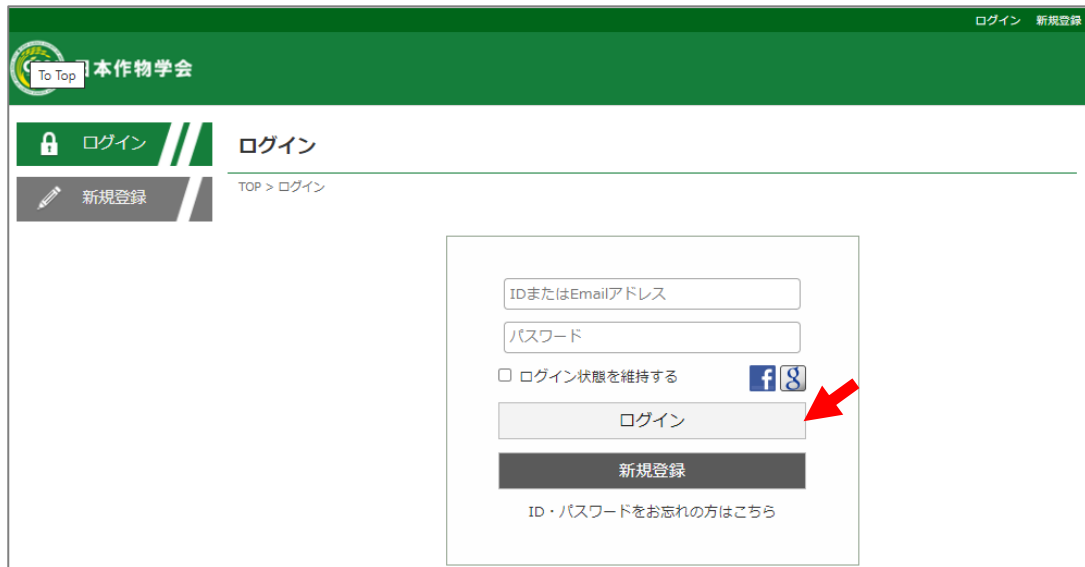 ログイン 新規登録
To Top
本作物学会
ログイン
新規登録
ログイン
TOP > ログイン
IDまたはEmailアドレス
パスワード
ログイン状態を維持する
f g
ログイン
新規登録
ID・パスワードをお忘れの方はこちら